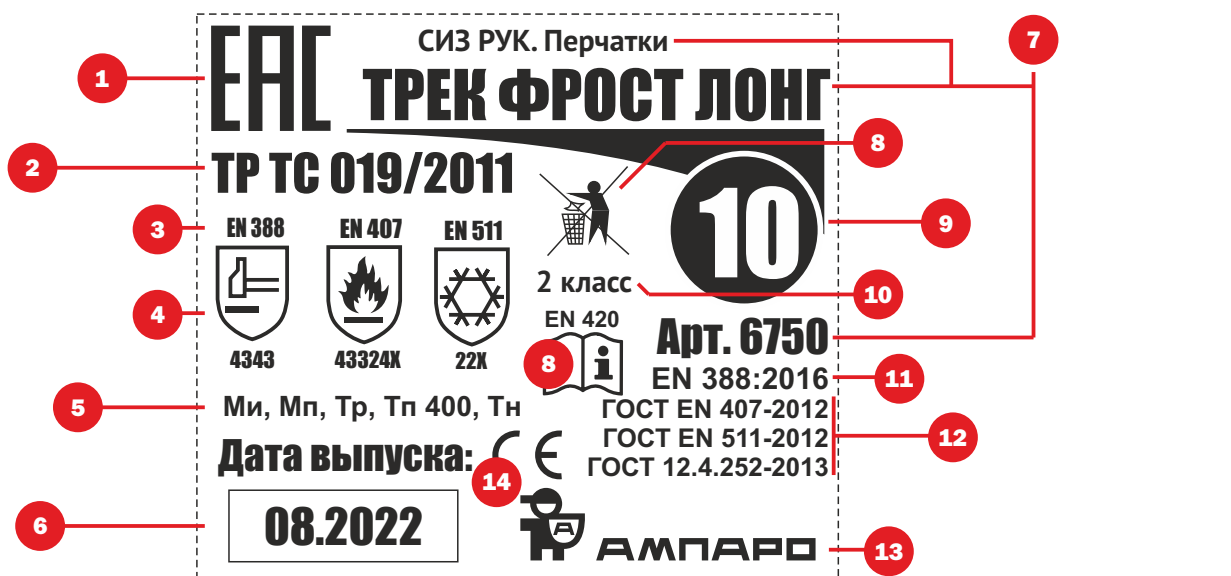 СИЗ РУК. Перчатки
7
1
EAC
ТРЕК ФРОСТ ЛОНГ
8
2
ТР ТС 019/2011
10
9
3
EN 388
EN 407
EN 511
2 класс
10
4
EN 420
Арт. 6750
4343
43324X
22X
8
i
EN 388:2016
11
5
Ми, Мп, Тр, Тп 400, Тн
ГОСТ EN 407-2012
ГОСТ EN 511-2012
12
Дата выпуска:
CE
ГОСТ 12.4.252-2013
14
6
08.2022
А
АМПАРО
13